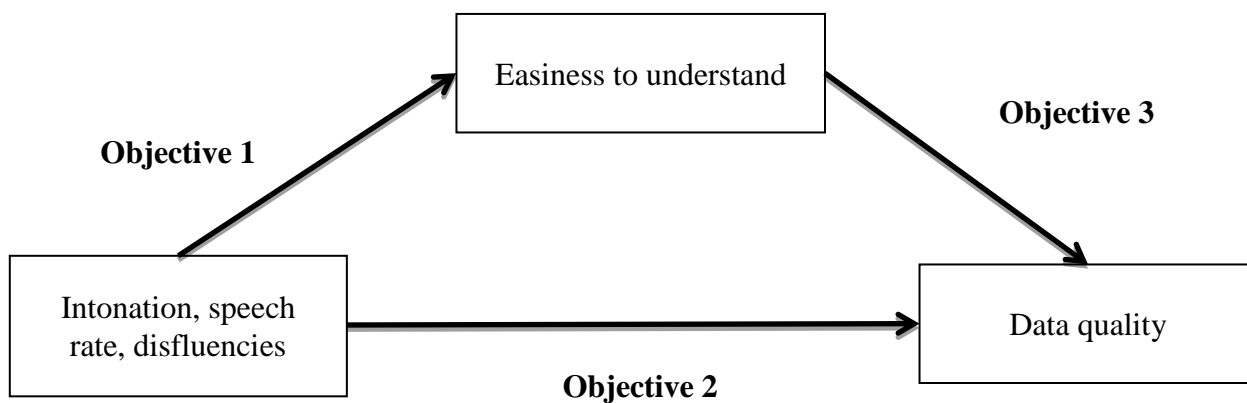 Easiness to understand
Objective 3
Objective 1
Intonation, speech
rate, disfluencies
Data quality
Objective 2